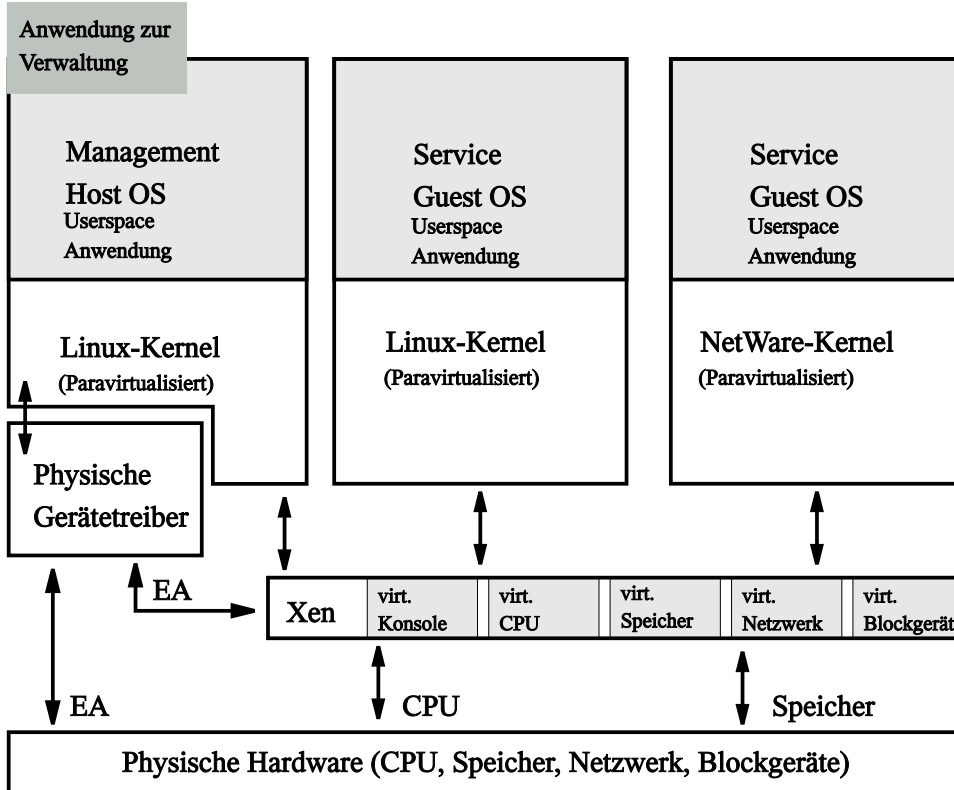 Anwendung zur
Verwaltung
Management
Host OS
Userspace
Anwendung
Service
Guest OS
Userspace
Anwendung
Service
Guest OS
Userspace
Anwendung
Linux-Kernel
(Paravirtualisiert)
Linux-Kernel
(Paravirtualisiert)
NetWare-Kernel
(Paravirtualisiert)
Physische
Gerätetreiber
EA
Xen
virt.
Konsole
virt.
CPU
virt.
Speicher
virt.
Netzwerk
virt.
Blockgerät
EA
CPU
Speicher
Physische Hardware (CPU, Speicher, Netzwerk, Blockgeräte)